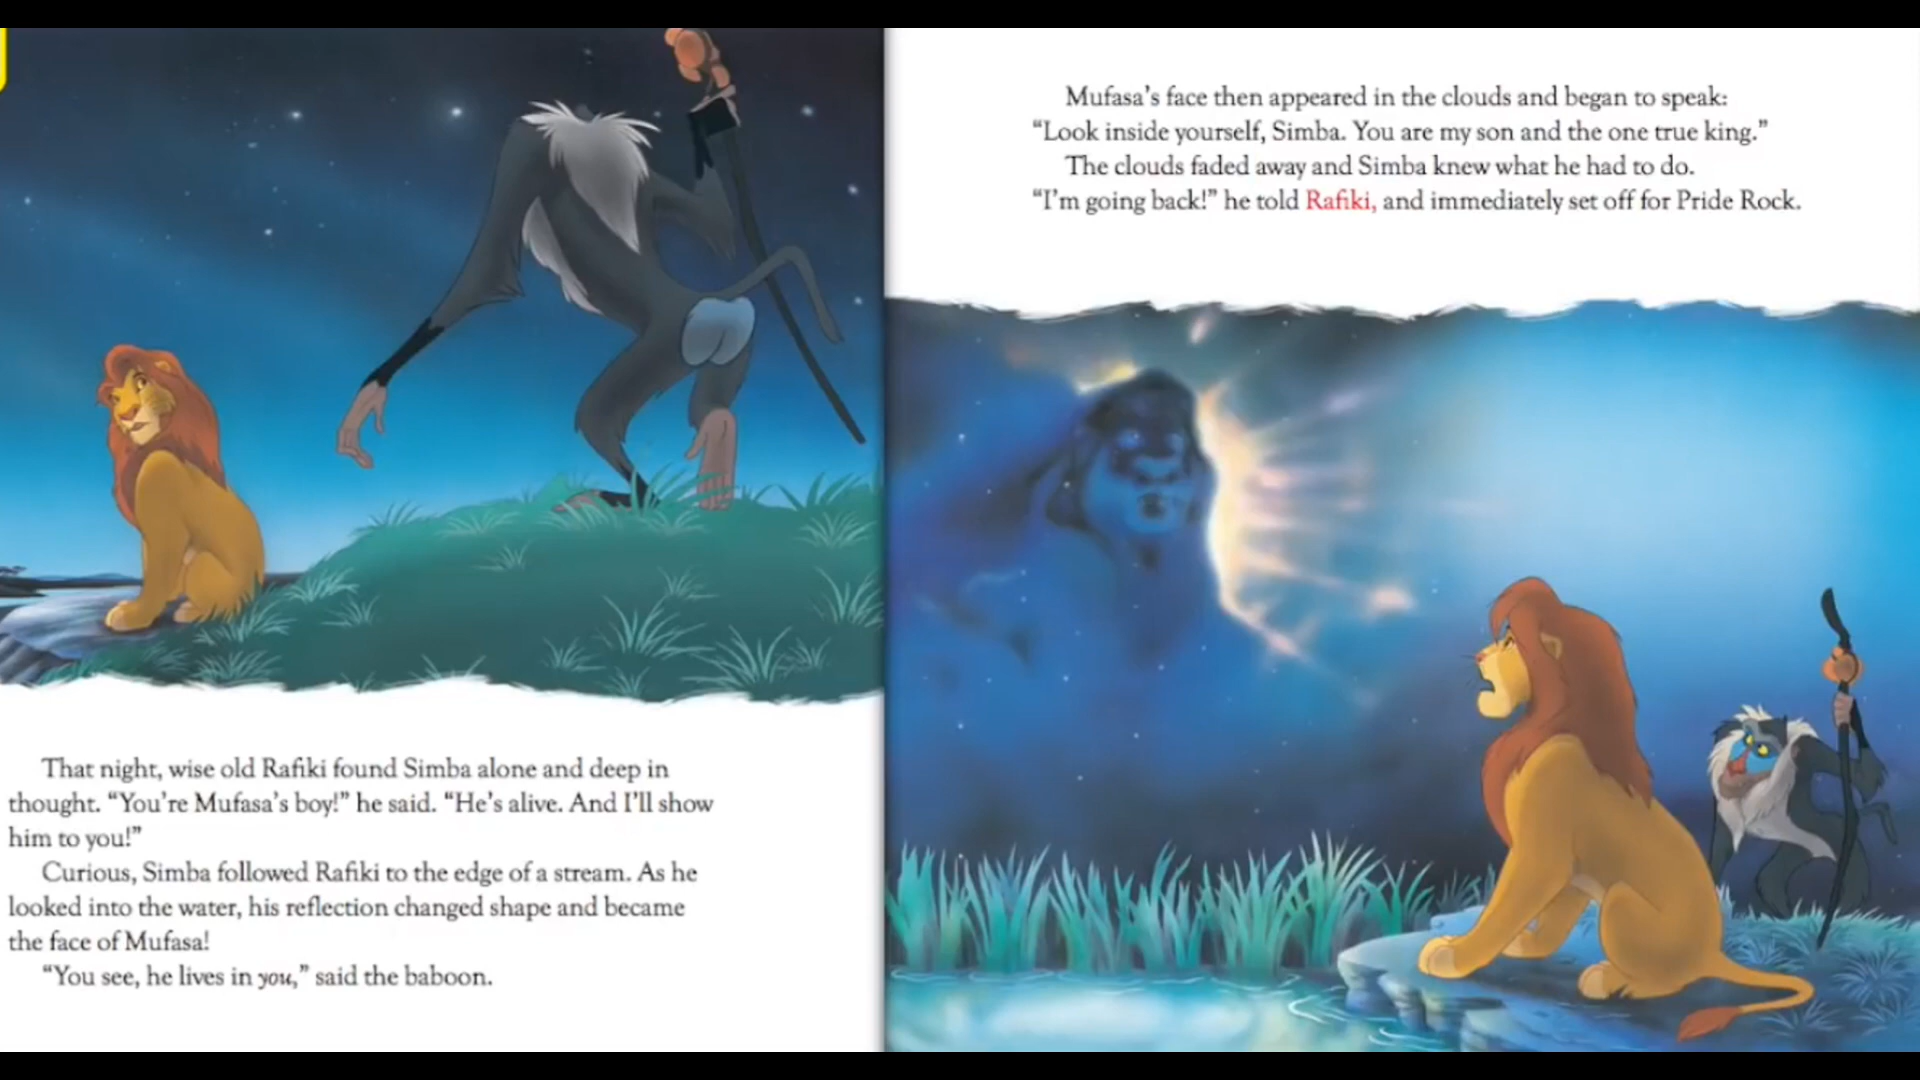 That night, wise old Rafiki found Simba alone and deep in
thought. “You’re Mufasa’s boy!” he said. “He’s alive. And I’ll show
him to you!”
Curious, Simba followed Rafiki to the edge of a stream. As he
looked into the water, his reflection changed shape and became
the face of Mufasa!
“You see, he lives in you,” said the baboon.
Mufasa’s face then appeared in the clouds and began to speak:
“Look inside yourself, Simba. You are my son and the one true king.”
The clouds faded away and Simba knew what he had to do.
“I’m going back!” he told Rafiki, and immediately set off for Pride Rock.